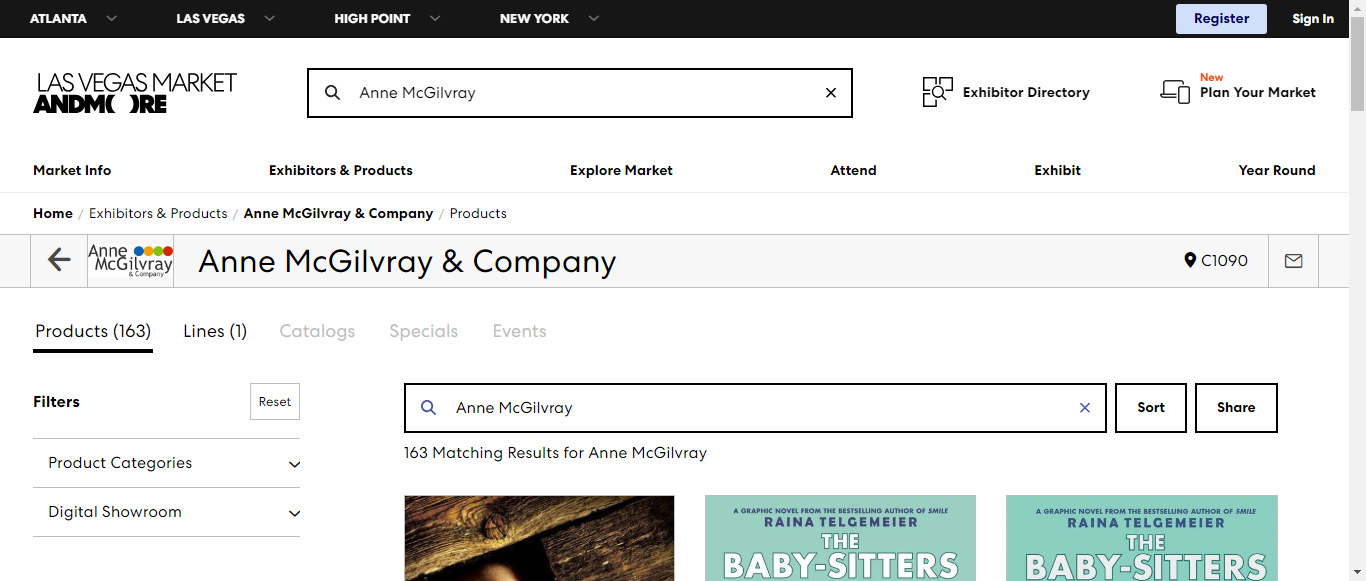 ATLANTA LAS VEGAS HIGH POINT NEW YORK Register Sign In
LAS VEGAS MARKET
ANDMORE
Anne McGilvray
Exhibitor Directory
New
Plan Your Market
Market Info Exhibitors & Products Explore Market Attend Exhibit Year Round
Home / Exhibitors & Products / Anne McGilvray & Company / Products
Anne
McGilvray
& Company
Anne McGilvray & Company
C1090
Products (163) Lines (1) Catalogs Specials Events
Filters
Reset
Product Categories
Digital Showroom
Anne McGilvray
Sort
Share
163 Matching Results for Anne McGilvray
A GRAPHIC NOVEL FROM THE BESTSELLING AUTHOR OF SMILE
RAINA TELGEMEIER
THE
BABY-SITTERS
A GRAPHIC NOVEL FROM THE BESTSELLING AUTHOR OF SMILE
RAINA TELGEMEIER
THE
BABY-SITTERS